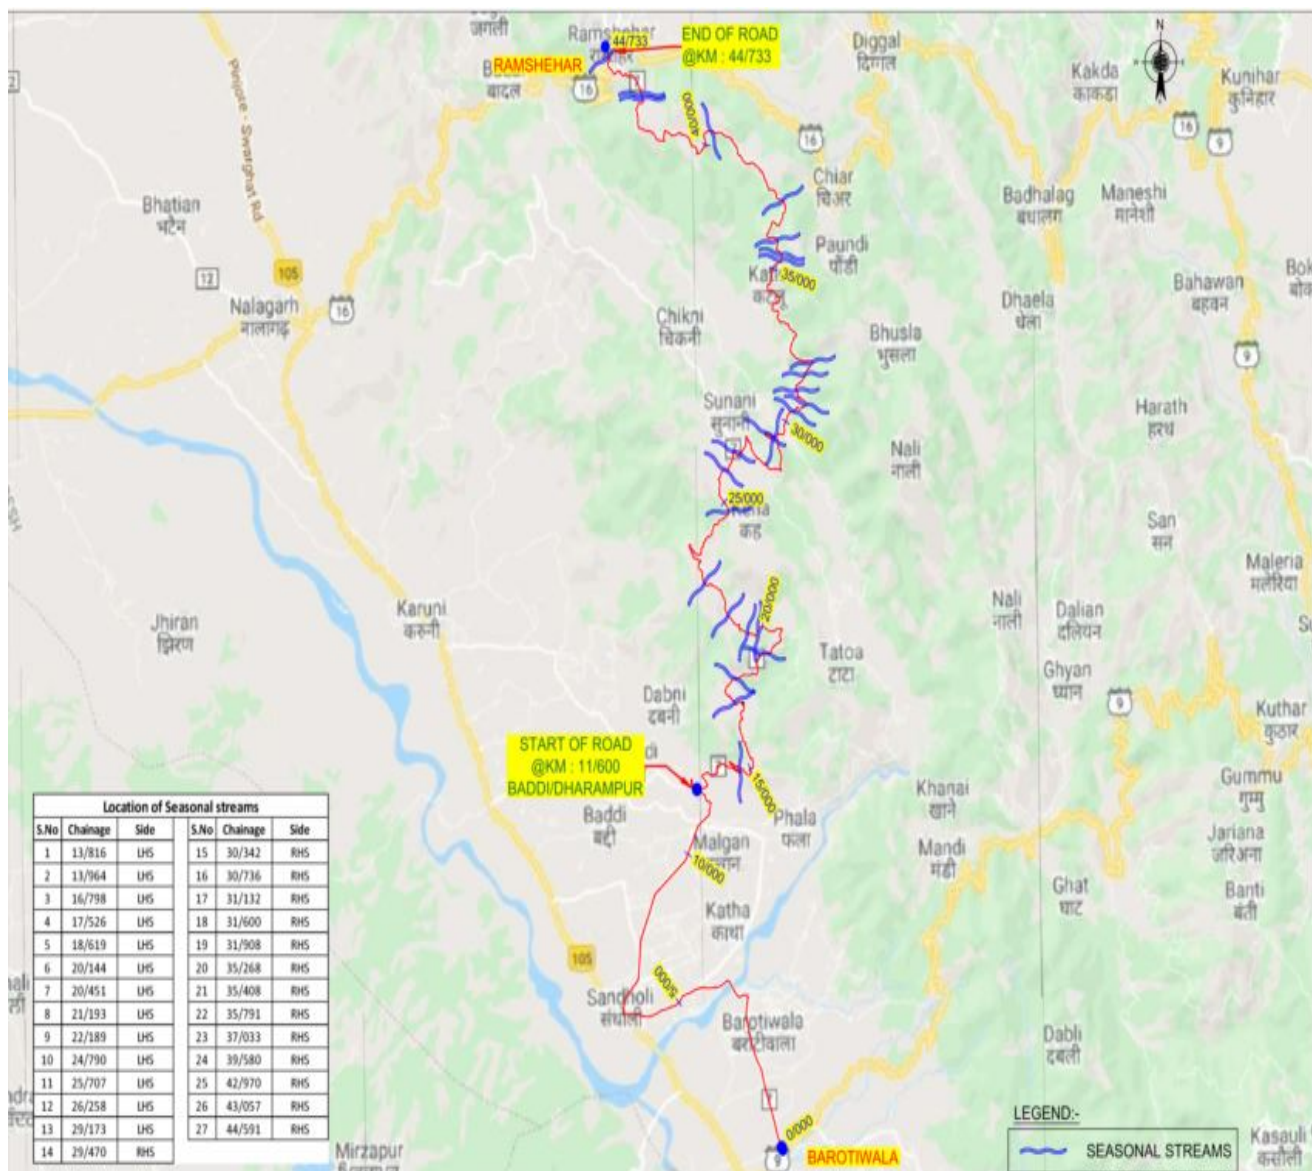 जगली
Ramshehar
44/733
END OF ROAD
@KM : 44/733
RAMSHEHAR
बादल
16
Diggal
दिग्गल
Kakda
काकडा
N
Kunihar
कुनिहार
16
9
Pinjore - Swarghat Rd
40/000
16
Chiar
चिअर
Badhalag
बधालग
Maneshi
मानेशी
Bhatian
भटैन
Paundi
पौंडी
105
12
35/000
Bahawan
बहवन
Nalagarh
नालागढ़
16
Chikni
चिकनी
Dhaela
धेला
Bhusla
भुसला
9
Sunani
सुनानी
Harath
हरथ
30/000
Nali
नाली
25/000
कह
San
सन
Maleria
मलेरिया
Karuni
करुनी
20/000
Nali
नाली
Dalian
दलियन
Jhiran
झिरण
Tatoa
टाटा
Ghyan
ध्यान
Dabni
दबनी
9
Kuthar
कुठार
START OF ROAD
@KM : 11/600
BADDI/DHARAMPUR
15/000
Khanai
खाने
Gummu
गुम्मु
Baddi
बद्दी
Phala
फला
Malgan
10/000
Mandi
मंडी
Jariana
जरिअना
Ghat
घाट
Banti
बंती
Katha
काथा
105
5/000
Sandholi
संधोली
Barotiwala
बरोटीवाला
Dabli
दबली
7
0/000
9
BAROTIWALA
Mirzapur
Kasauli
कसौली
Location of Seasonal streams
S.No Chainage Side S.No Chainage Side
1 13/816 LHS 15 30/342 RHS
2 13/964 LHS 16 30/736 RHS
3 16/798 LHS 17 31/132 RHS
4 17/526 LHS 18 31/600 RHS
5 18/619 LHS 19 31/908 RHS
6 20/144 LHS 20 35/268 RHS
7 20/451 LHS 21 35/408 RHS
8 21/193 LHS 22 35/791 RHS
9 22/189 LHS 23 37/033 RHS
10 24/790 LHS 24 39/580 RHS
11 25/707 LHS 25 42/970 RHS
12 26/258 LHS 26 43/057 RHS
13 29/173 LHS 27 44/591 RHS
14 29/470 RHS
LEGEND:-
SEASONAL STREAMS